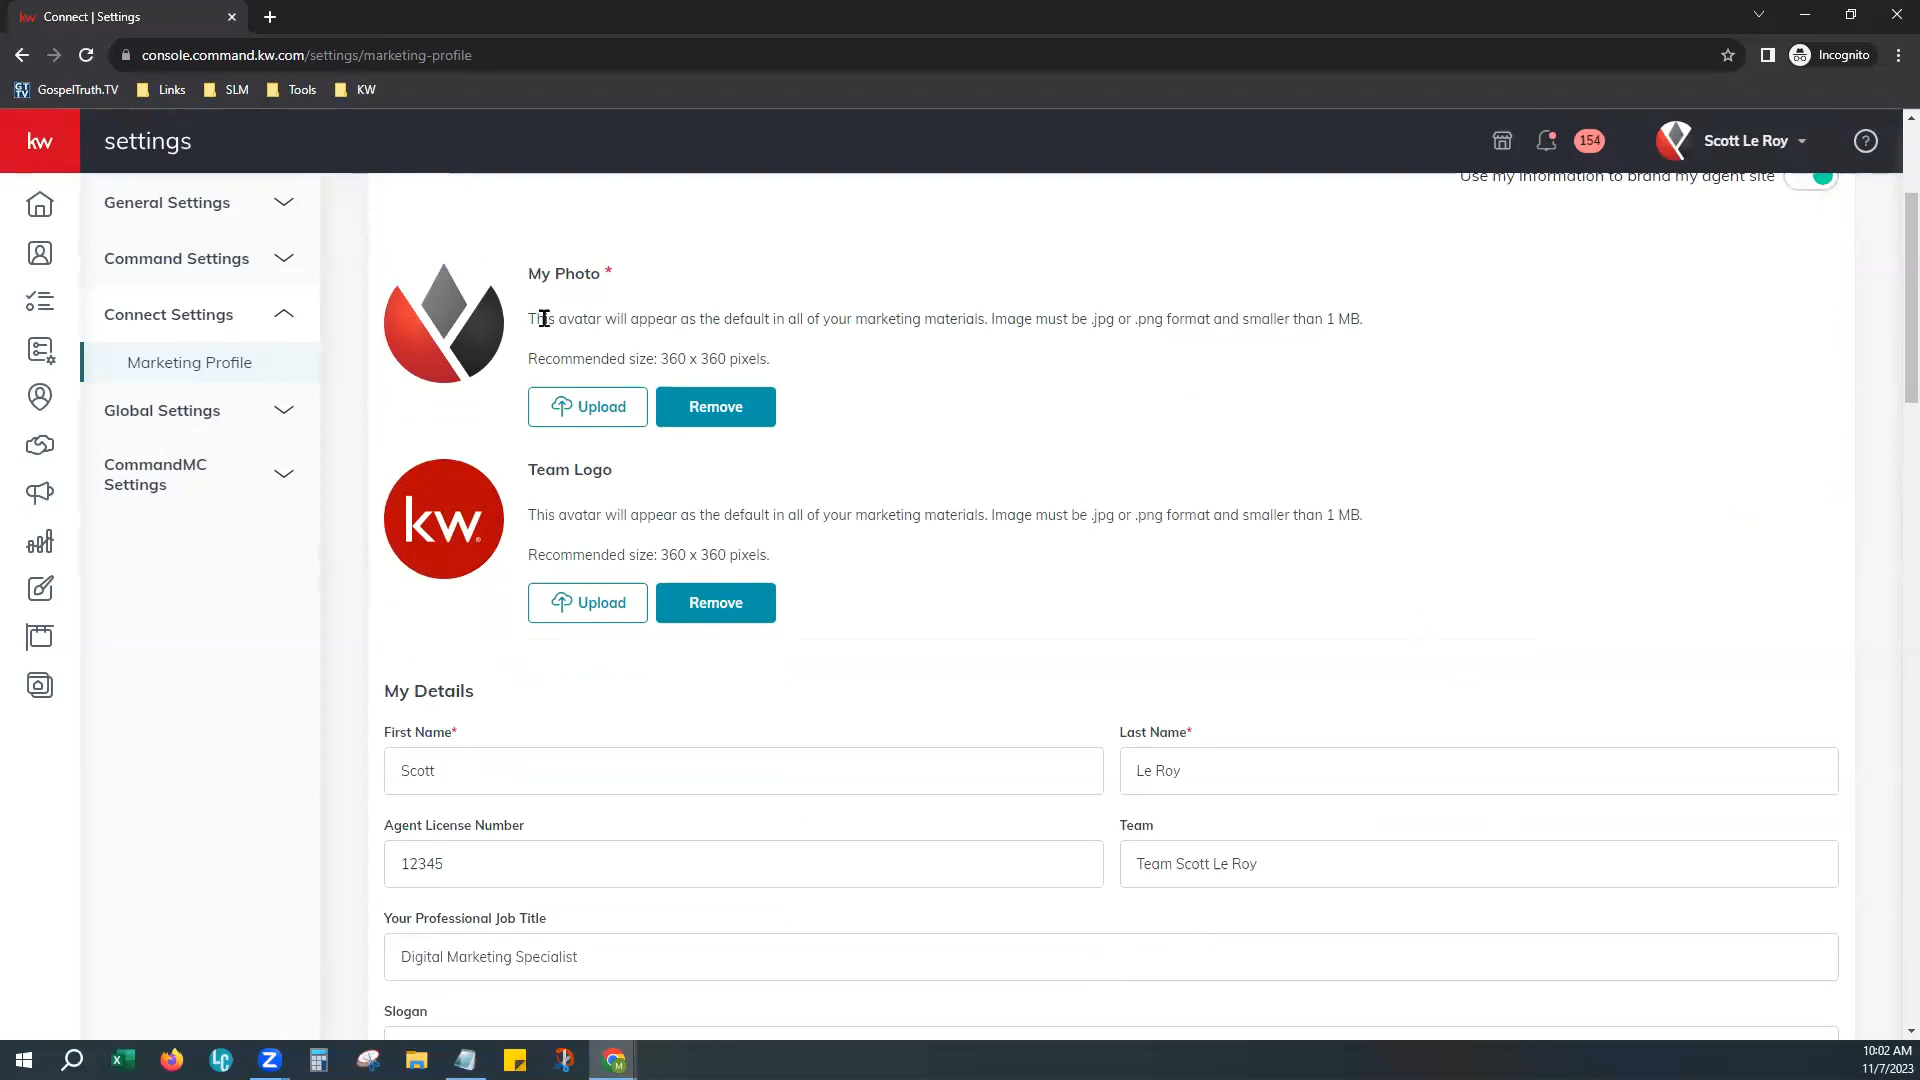 kw Connect | Settings
console.command.kw.com/settings/marketing-profile
Incognito
GT TV GospelTruth.TV Links SLM Tools KW
kw settings
154
Scott Le Roy
?
Use my information to brand my agent site
General Settings
Command Settings
Connect Settings
Marketing Profile
Global Settings
CommandMC
Settings
My Photo *
This avatar will appear as the default in all of your marketing materials. Image must be .jpg or .png format and smaller than 1 MB.
Recommended size: 360 x 360 pixels.
Upload Remove
kw.
Team Logo
This avatar will appear as the default in all of your marketing materials. Image must be .jpg or .png format and smaller than 1 MB.
Recommended size: 360 x 360 pixels.
Upload Remove
My Details
First Name* Last Name*
Scott Le Roy
Agent License Number Team
12345 Team Scott Le Roy
Your Professional Job Title
Digital Marketing Specialist
Slogan
LC Z M
10:02 AM
11/7/2023